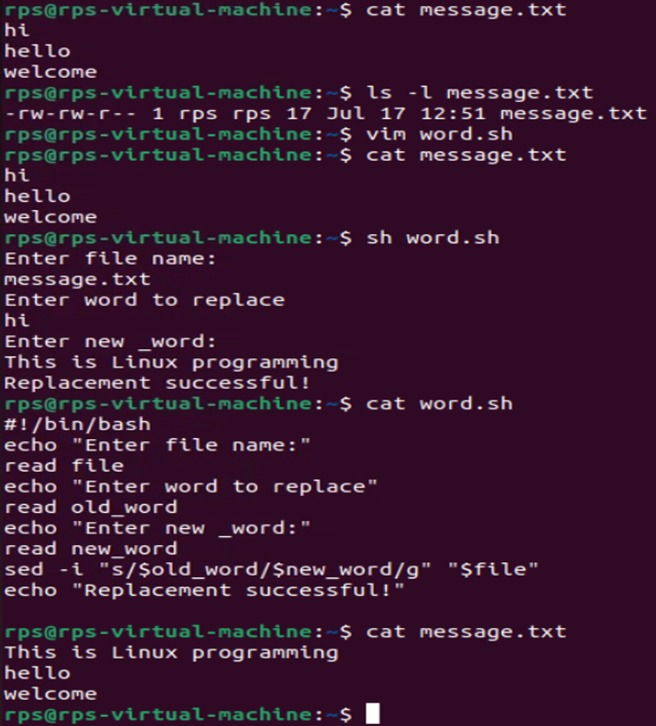 rps@rps-virtual-machine:~$ cat message.txt
hi
hello
welcome
rps@rps-virtual-machine:~$ ls -l message.txt
-rw-rw-r-- 1 rps rps 17 Jul 17 12:51 message.txt
rps@rps-virtual-machine:~$ vim word.sh
rps@rps-virtual-machine:~$ cat message.txt
hi
hello
welcome
rps@rps-virtual-machine:~$ sh word.sh
Enter file name:
message.txt
Enter word to replace
hi
Enter new _word:
This is Linux programming
Replacement successful!
rps@rps-virtual-machine:~$ cat word.sh
#!/bin/bash
echo "Enter file name:"
read file
echo "Enter word to replace"
read old_word
echo "Enter new _word:"
read new_word
sed -i "s/$old_word/$new_word/g" "$file"
echo "Replacement successful!"
rps@rps-virtual-machine:~$ cat message.txt
This is Linux programming
hello
welcome
rps@rps-virtual-machine:~$